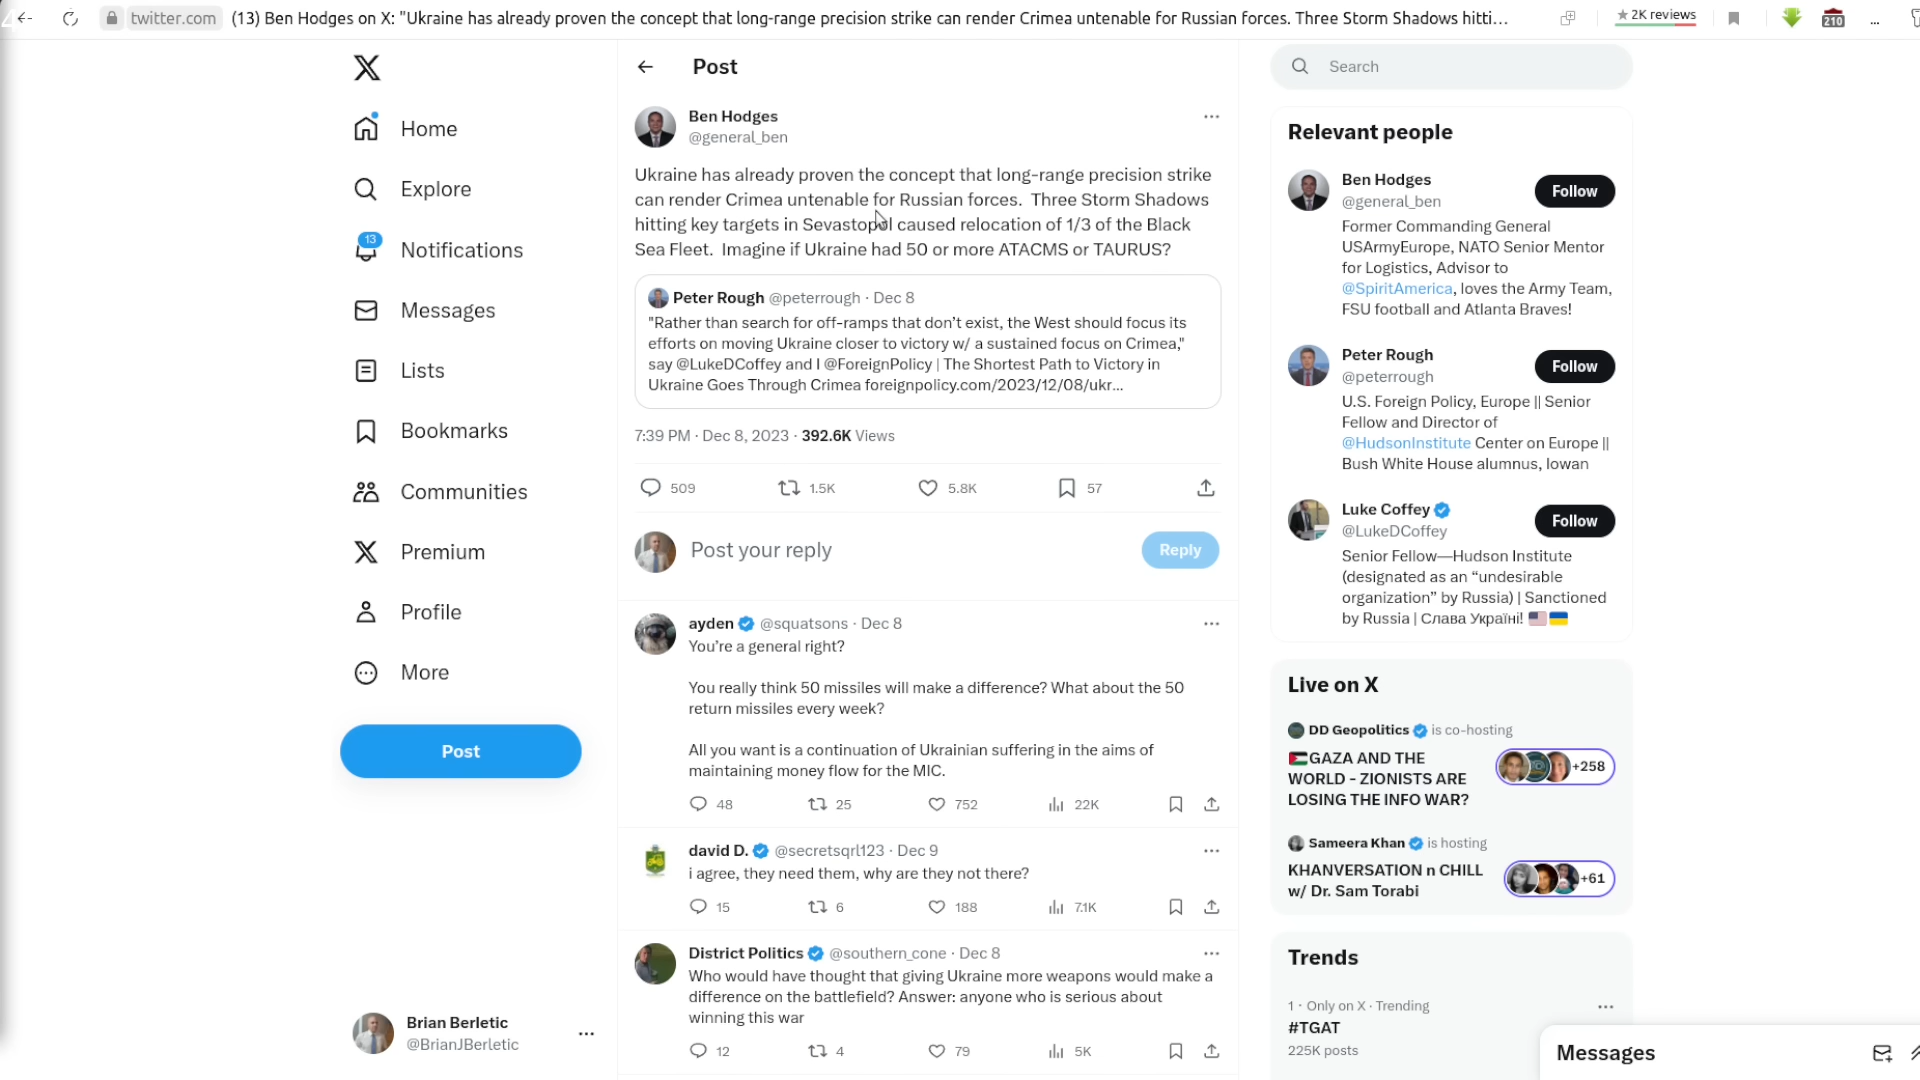 twitter.com
(13) Ben Hodges on X: "Ukraine has already proven the concept that long-range precision strike can render Crimea untenable for Russian forces. Three Storm Shadows hitti...
2K reviews
210
Home
Explore
13
Notifications
Messages
Lists
Bookmarks
Communities
Premium
Profile
More
Post
Brian Berletic
@BrianJBerletic
Post
Ben Hodges
@general_ben
Ukraine has already proven the concept that long-range precision strike
can render Crimea untenable for Russian forces. Three Storm Shadows
hitting key targets in Sevastopol caused relocation of 1/3 of the Black
Sea Fleet. Imagine if Ukraine had 50 or more ATACMS or TAURUS?
Peter Rough @peterrough · Dec 8
"Rather than search for off-ramps that don't exist, the West should focus its
efforts on moving Ukraine closer to victory w/ a sustained focus on Crimea,"
say @LukeDCoffey and I @ForeignPolicy | The Shortest Path to Victory in
Ukraine Goes Through Crimea foreignpolicy.com/2023/12/08/ukr...
7:39 PM · Dec 8, 2023 · 392.6K Views
509 1.5K 5.8K 57
Post your reply
Reply
ayden @squatsons · Dec 8
You're a general right?
You really think 50 missiles will make a difference? What about the 50
return missiles every week?
All you want is a continuation of Ukrainian suffering in the aims of
maintaining money flow for the MIC.
48 25 752 22K
david D. @secretsqrl123 · Dec 9
i agree, they need them, why are they not there?
15 6 188 7.1K
District Politics @southern_cone · Dec 8
Who would have thought that giving Ukraine more weapons would make a
difference on the battlefield? Answer: anyone who is serious about
winning this war
12 4 79 5K
Search
Relevant people
Ben Hodges
@general_ben
Follow
Former Commanding General
USArmyEurope, NATO Senior Mentor
for Logistics, Advisor to
@SpiritAmerica, loves the Army Team,
FSU football and Atlanta Braves!
Peter Rough
@peterrough
Follow
U.S. Foreign Policy, Europe || Senior
Fellow and Director of
@HudsonInstitute Center on Europe ||
Bush White House alumnus, Iowan
Luke Coffey
@LukeDCoffey
Follow
Senior Fellow—Hudson Institute
(designated as an “undesirable
organization” by Russia) | Sanctioned
by Russia | Слава Україні!
Live on X
DD Geopolitics is co-hosting
GAZA AND THE
WORLD - ZIONISTS ARE
LOSING THE INFO WAR?
+258
Sameera Khan is hosting
KHANVERSATION n CHILL
w/ Dr. Sam Torabi
+61
Trends
1 · Only on X · Trending
#TGAT
225K posts
Messages